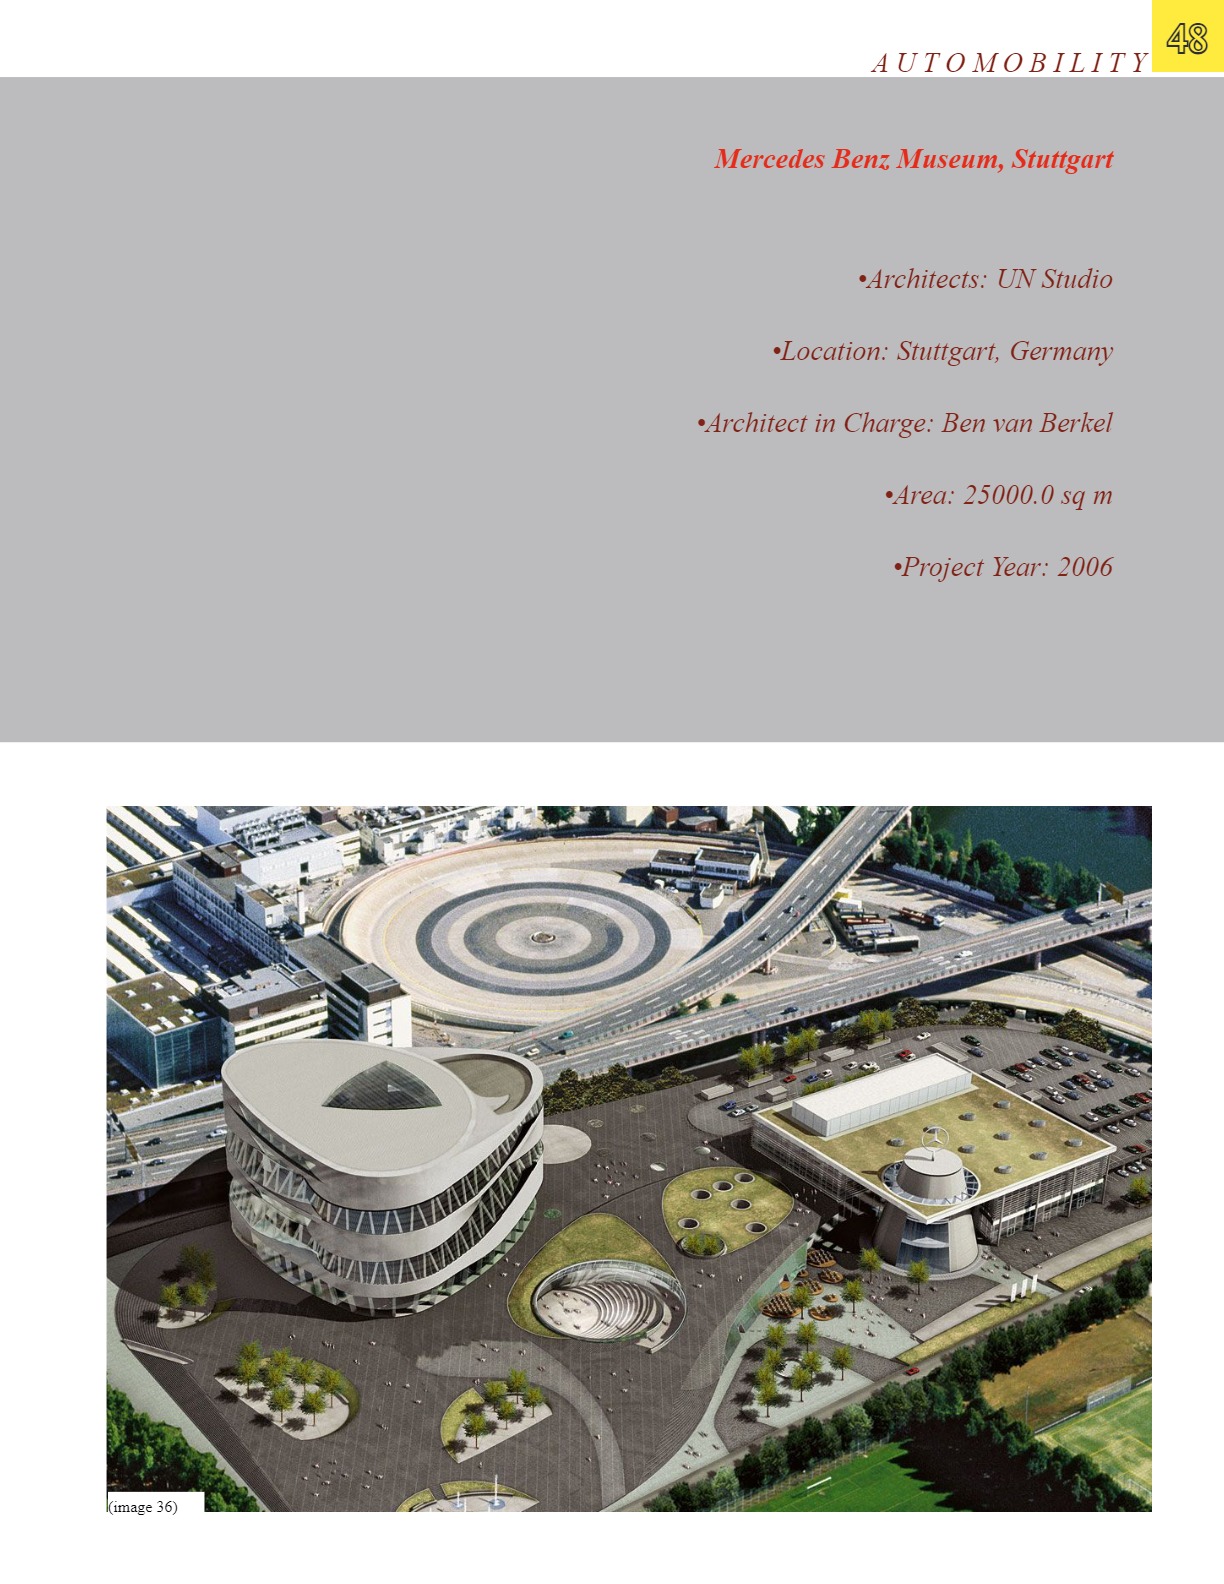 48
AUTOMOBILITY
Mercedes Benz Museum, Stuttgart
•Architects: UN Studio
•Location: Stuttgart, Germany
•Architect in Charge: Ben van Berkel
•Area: 25000.0 sq m
•Project Year: 2006
(image 36)